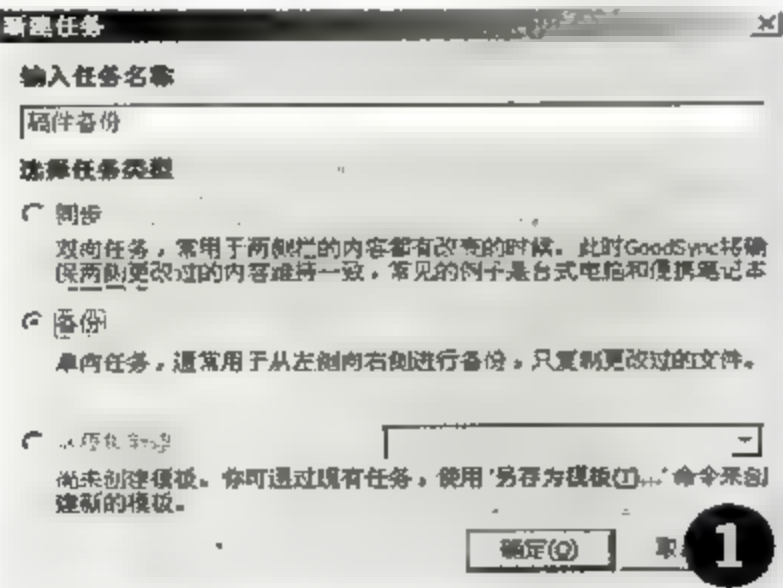 新建任务
输入任务名称
稿件备份
选择任务类型
同步
双向任务，常用于两侧栏的内容都有改变的时候。此时GoodSync将确
保两侧更改过的内容维持一致，常见的例子是台式电脑和便携笔记本
备份
单向任务，通常用于从左侧向右侧进行备份，只复制更改过的文件。
尚未创建模板。你可通过现有任务，使用'另存为模板(T)...'命令来创
建新的模板。
确定(O)
取
1